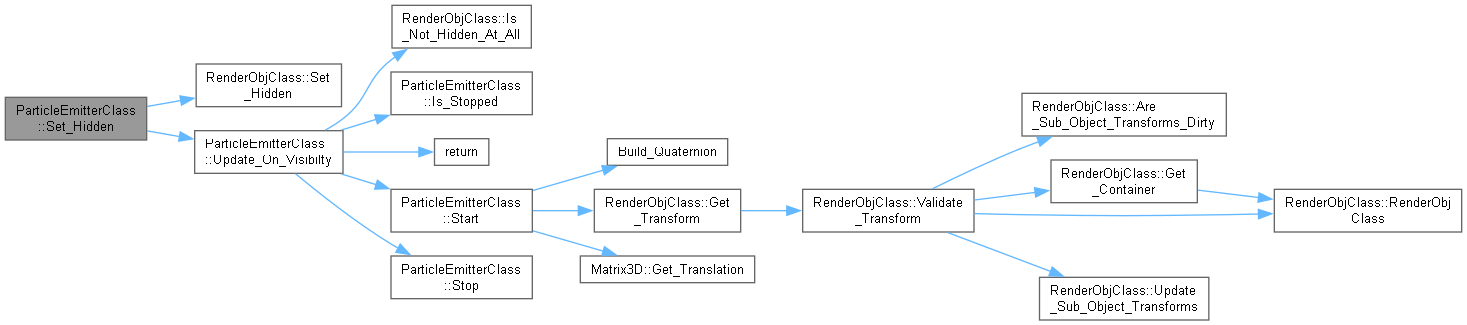 ParticleEmitterClass
::Set_Hidden
RenderObjClass::Set
_Hidden
ParticleEmitterClass
::Update_On_Visibilty
RenderObjClass::Is
_Not_Hidden_At_All
ParticleEmitterClass
::Is_Stopped
return
ParticleEmitterClass
::Start
ParticleEmitterClass
::Stop
Build_Quaternion
RenderObjClass::Get
_Transform
Matrix3D::Get_Translation
RenderObjClass::Validate
_Transform
RenderObjClass::Are
_Sub_Object_Transforms_Dirty
RenderObjClass::Get
_Container
RenderObjClass::Update
_Sub_Object_Transforms
RenderObjClass::RenderObj
Class